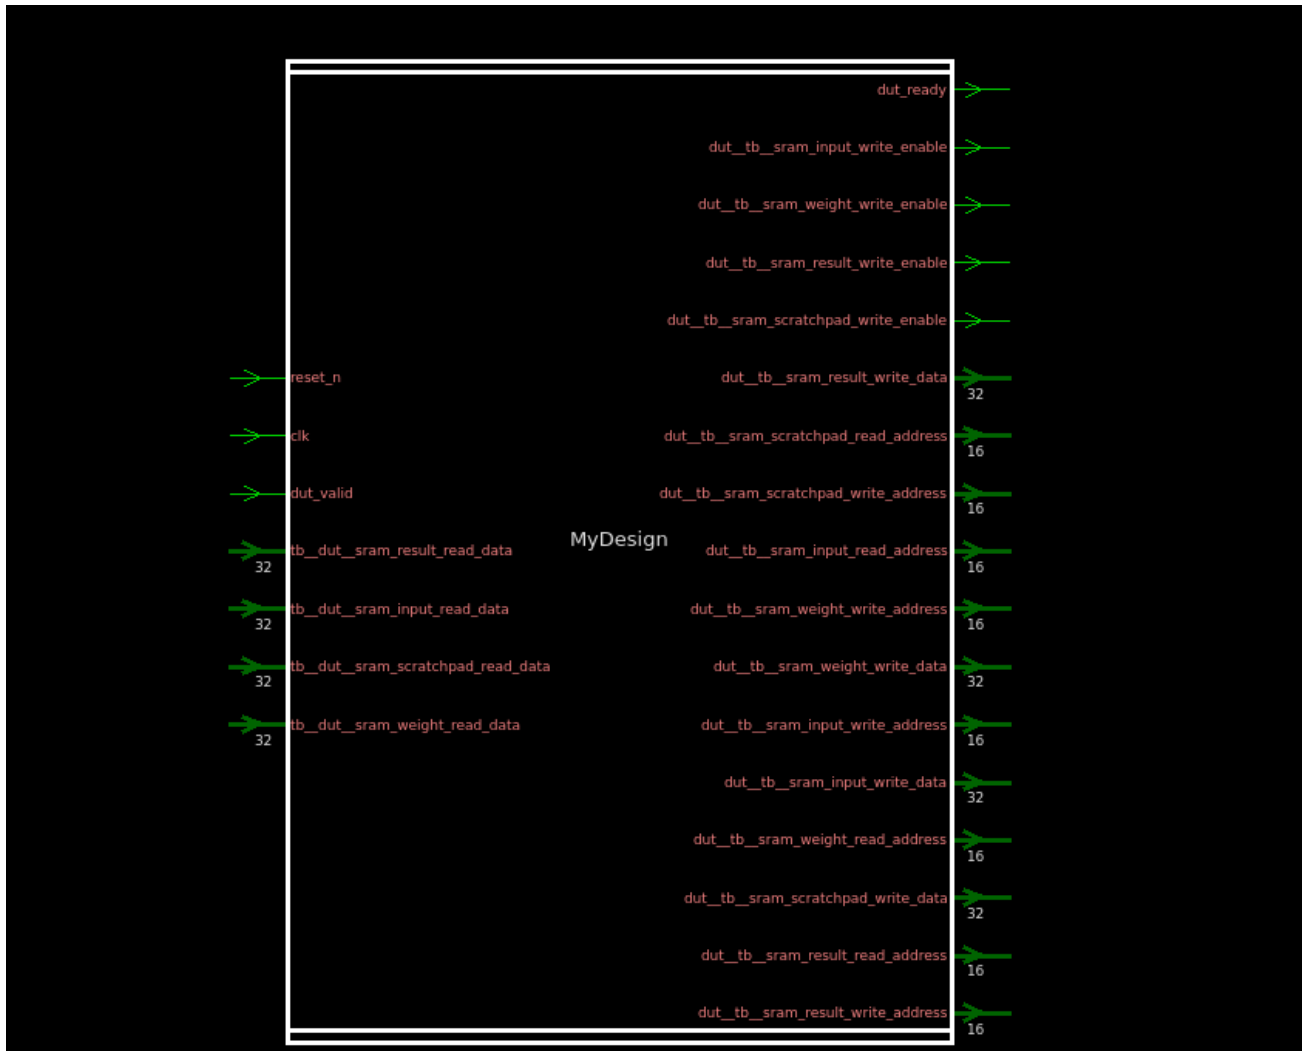 dut_ready
dut__tb__sram_input_write_enable
dut__tb__sram_weight_write_enable
dut__tb__sram_result_write_enable
dut__tb__sram_scratchpad_write_enable
reset_n
dut__tb__sram_result_write_data
32
clk
dut__tb__sram_scratchpad_read_address
16
dut_valid
dut__tb__sram_scratchpad_write_address
16
MyDesign
tb__dut__sram_result_read_data
32
dut__tb__sram_input_read_address
16
tb__dut__sram_input_read_data
32
dut__tb__sram_weight_write_address
16
tb__dut__sram_scratchpad_read_data
32
dut__tb__sram_weight_write_data
32
tb__dut__sram_weight_read_data
32
dut__tb__sram_input_write_address
16
dut__tb__sram_input_write_data
32
dut__tb__sram_weight_read_address
16
dut__tb__sram_scratchpad_write_data
32
dut__tb__sram_result_read_address
16
dut__tb__sram_result_write_address
16